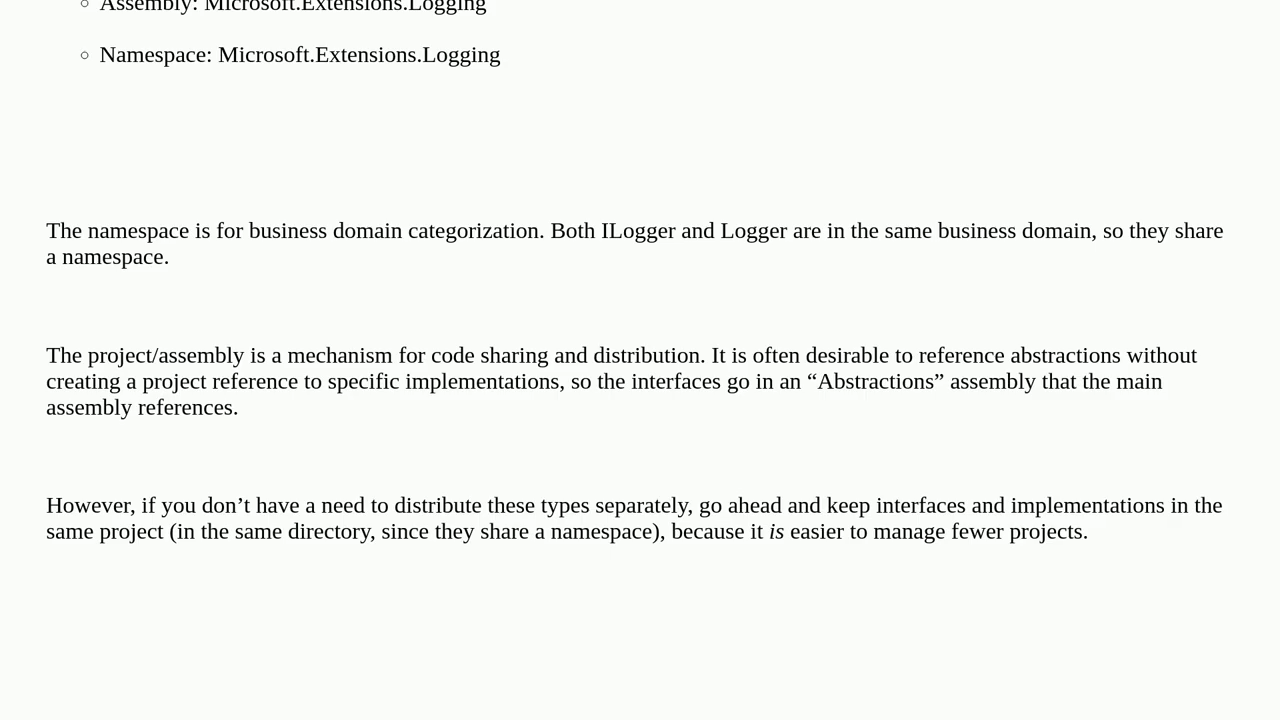 Assembly: Microsoft.Extensions.Logging
Namespace: Microsoft.Extensions.Logging
The namespace is for business domain categorization. Both ILogger and Logger are in the same business domain, so they share
a namespace.
The project/assembly is a mechanism for code sharing and distribution. It is often desirable to reference abstractions without
creating a project reference to specific implementations, so the interfaces go in an “Abstractions” assembly that the main
assembly references.
However, if you don’t have a need to distribute these types separately, go ahead and keep interfaces and implementations in the
same project (in the same directory, since they share a namespace), because it is easier to manage fewer projects.